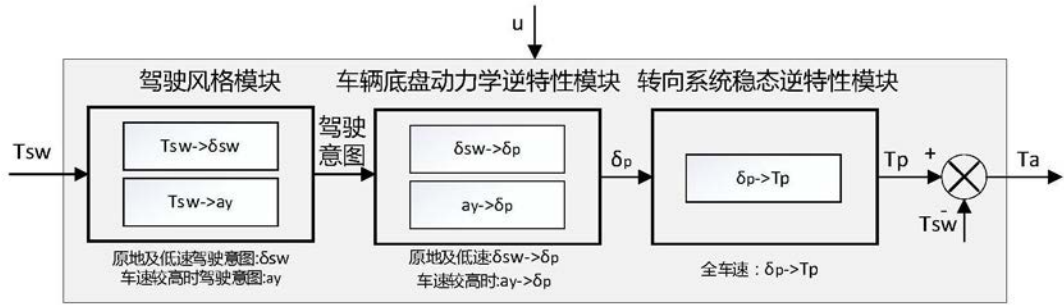 u
驾驶风格模块
车辆底盘动力学逆特性模块
转向系统稳态逆特性模块
Tsw
Tsw->δsw
Tsw->ay
驾驶
意图
δsw->δp
ay->δp
δp
δp->Tp
Tp
+
Ta
-
Tsw
原地及低速驾驶意图:δsw
车速较高时驾驶意图:ay
原地及低速:δsw->δp
车速较高时:ay->δp
全车速：δp->Tp